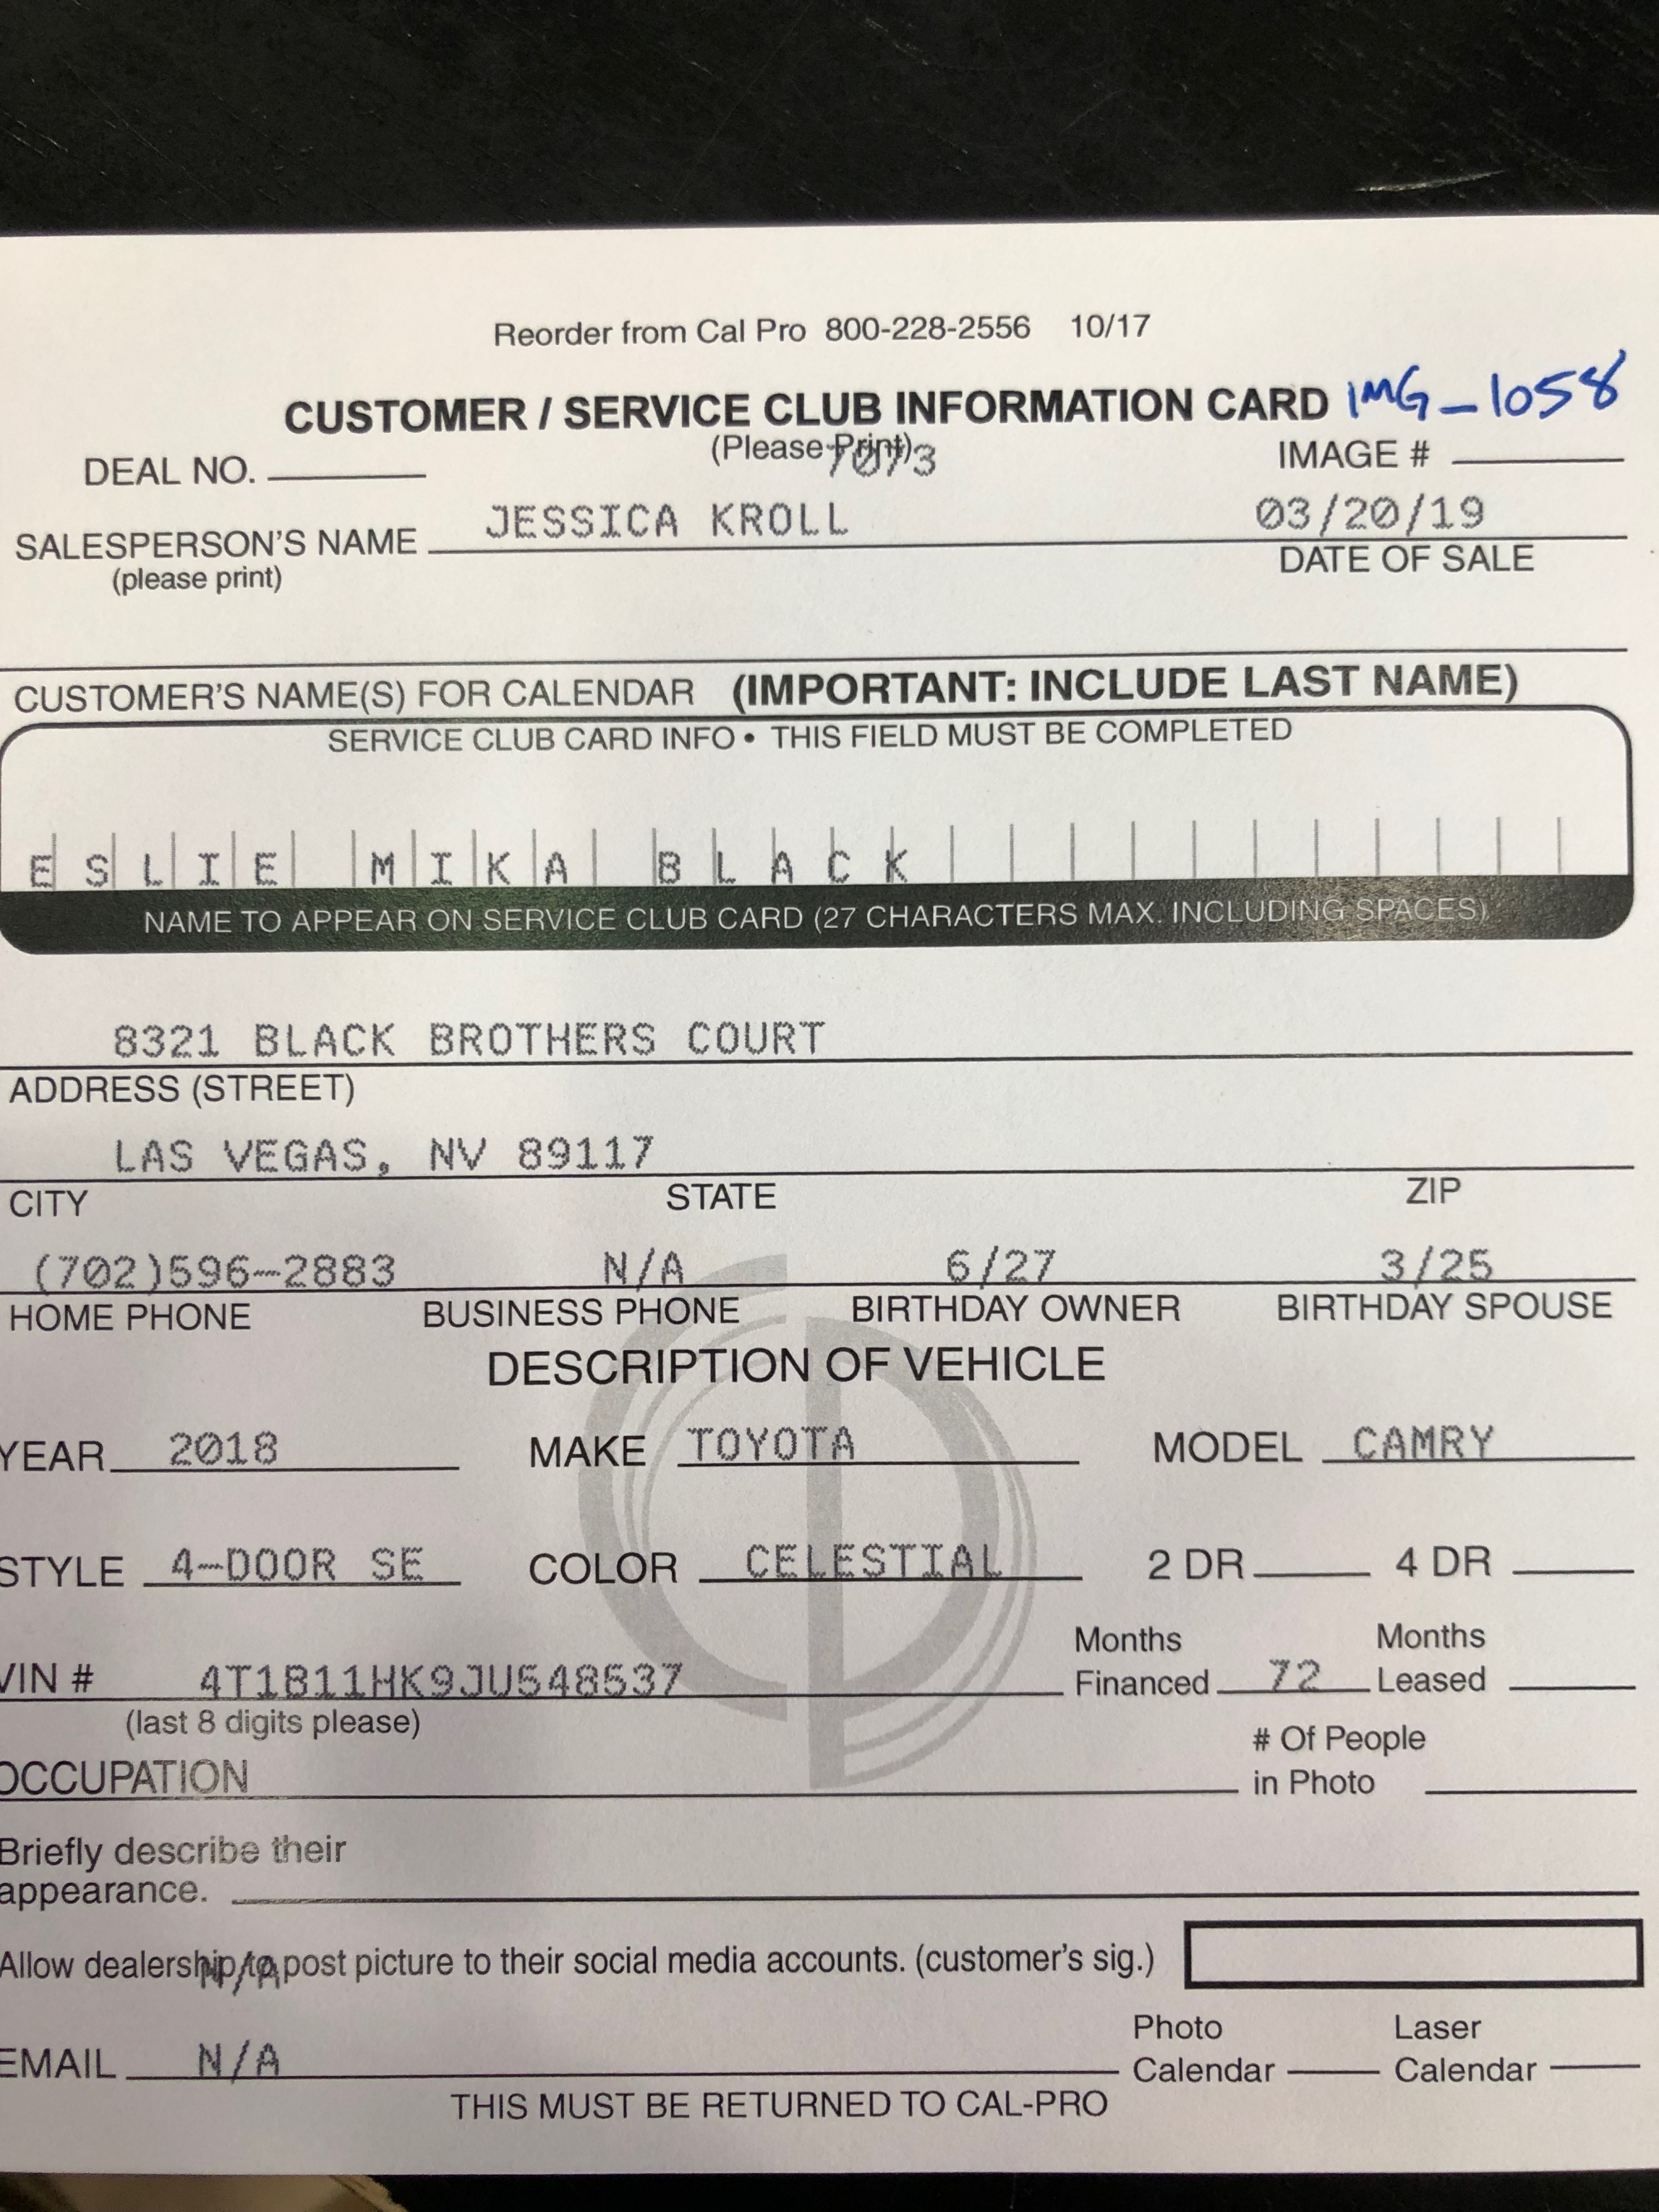 Reorder from Cal Pro 800-228-2556 10/17
CUSTOMER / SERVICE CLUB INFORMATION CARD IMG_1058
(Please Print) 7073
DEAL NO. IMAGE #
SALESPERSON'S NAME JESSICA KROLL 03/20/19
(please print) DATE OF SALE
CUSTOMER'S NAME(S) FOR CALENDAR (IMPORTANT: INCLUDE LAST NAME)
SERVICE CLUB CARD INFO • THIS FIELD MUST BE COMPLETED
ESLIE MIKA BLACK
NAME TO APPEAR ON SERVICE CLUB CARD (27 CHARACTERS MAX. INCLUDING SPACES)
8321 BLACK BROTHERS COURT
ADDRESS (STREET)
LAS VEGAS, NV 89117
CITY STATE ZIP
(702)596-2883 N/A 6/27 3/25
HOME PHONE BUSINESS PHONE BIRTHDAY OWNER BIRTHDAY SPOUSE
DESCRIPTION OF VEHICLE
YEAR 2018 MAKE TOYOTA MODEL CAMRY
STYLE 4-DOOR SE COLOR CELESTIAL 2 DR 4 DR
Months Months
VIN # 4T1B11HK9JU548537 Financed 72 Leased
(last 8 digits please)
# Of People
OCCUPATION in Photo
Briefly describe their
appearance.
Allow dealership to post picture to their social media accounts. (customer's sig.)
N/A
Photo Laser
EMAIL N/A Calendar Calendar
THIS MUST BE RETURNED TO CAL-PRO